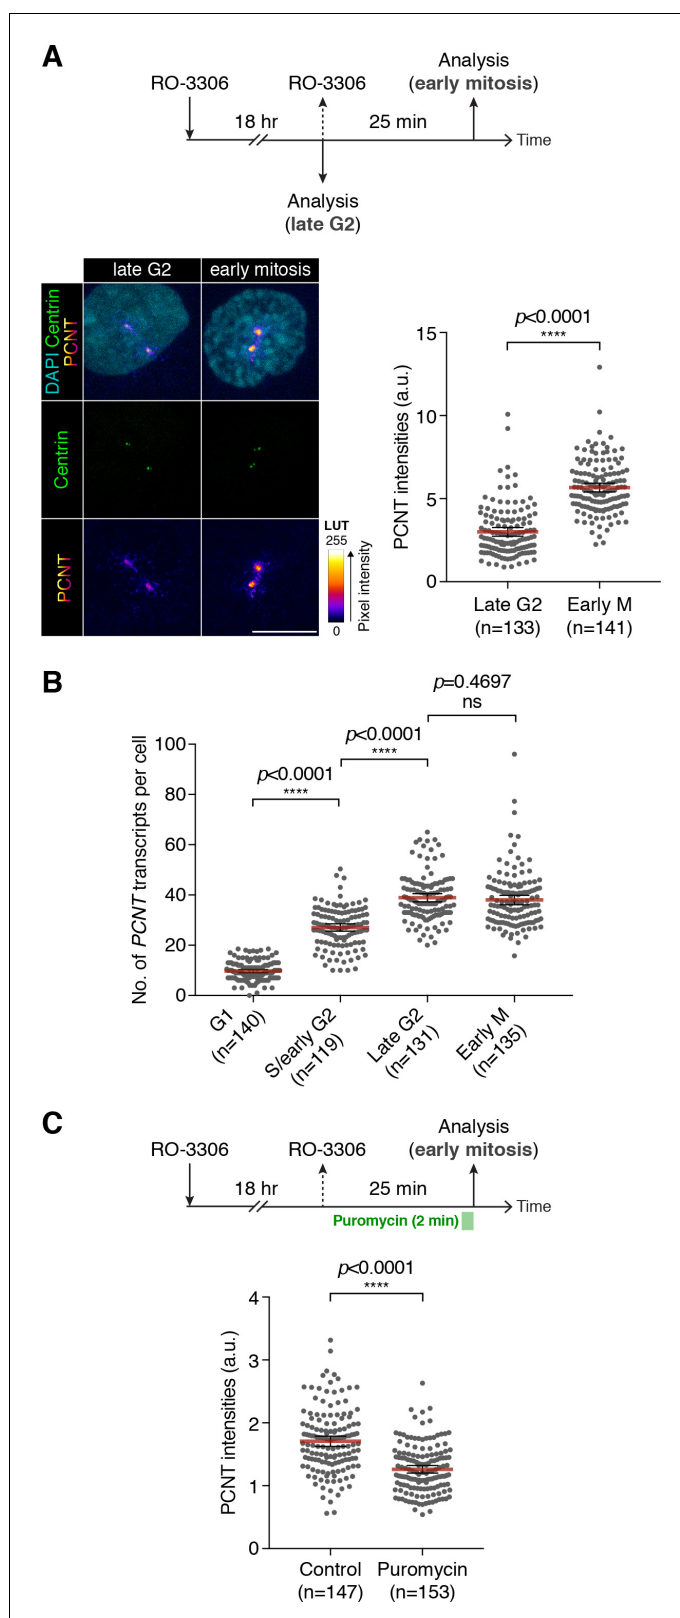 A
Analysis
RO-3306 RO-3306 (early mitosis)
18 hr 25 min
Time
Analysis
(late G2)
late G2 early mitosis
DAPI Centrin
PCNT
Centrin
PCNT
LUT
255
0
Pixel intensity
p<0.0001
****
PCNT intensities (a.u.)
15
10
5
0
Late G2 Early M
(n=133) (n=141)
B
p=0.4697
ns
p<0.0001
****
p<0.0001
****
No. of PCNT transcripts per cell
100
80
60
40
20
0
G1
(n=140)
S/early G2
(n=119)
Late G2
(n=131)
Early M
(n=135)
C
Analysis
RO-3306 RO-3306 (early mitosis)
18 hr 25 min
Time
Puromycin (2 min)
p<0.0001
****
PCNT intensities (a.u.)
4
3
2
1
0
Control Puromycin
(n=147) (n=153)